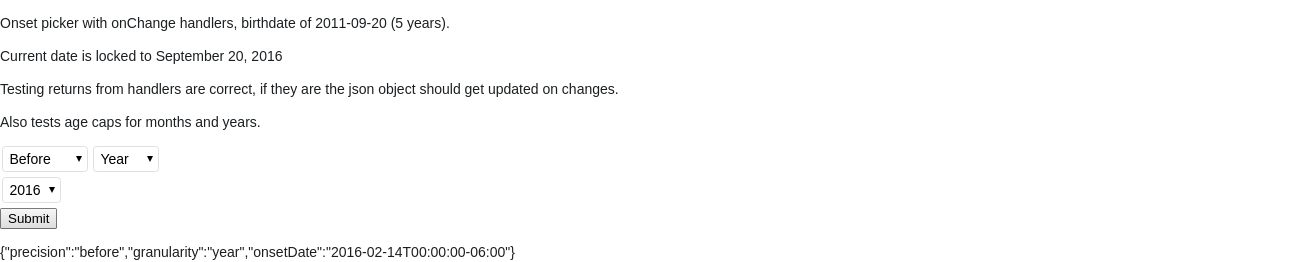 Onset picker with onChange handlers, birthdate of 2011-09-20 (5 years).
Current date is locked to September 20, 2016
Testing returns from handlers are correct, if they are the json object should get updated on changes.
Also tests age caps for months and years.
Before Year
2016
Submit
{"precision":"before","granularity":"year","onsetDate":"2016-02-14T00:00:00-06:00"}